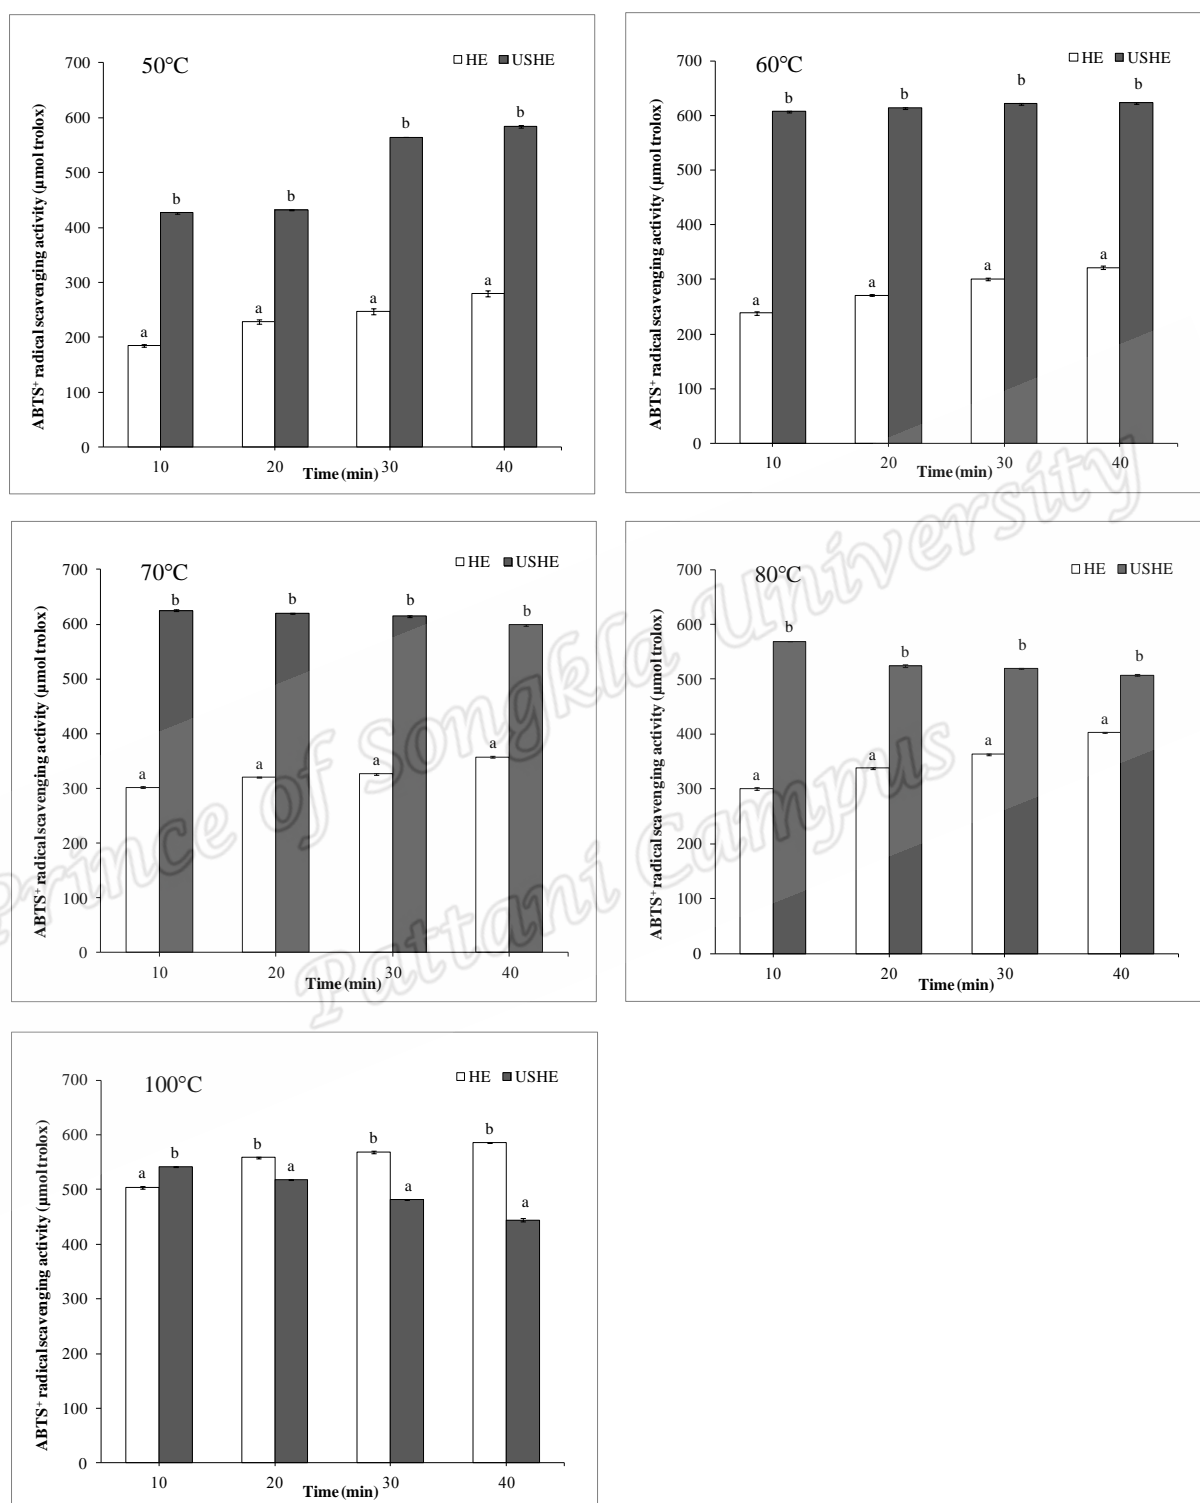 50°C
HE USHE
ABTS⁺ radical scavenging activity (µmol trolox)
700
600
500
400
300
200
100
0
a b a b a b a b
10 20 30 40
Time (min)
60°C
HE USHE
ABTS⁺ radical scavenging activity (µmol trolox)
700
600
500
400
300
200
100
0
a b a b a b a b
10 20 30 40
Time (min)
70°C
HE USHE
ABTS⁺ radical scavenging activity (µmol trolox)
700
600
500
400
300
200
100
0
a b a b a b a b
10 20 30 40
Time (min)
80°C
HE USHE
ABTS⁺ radical scavenging activity (µmol trolox)
700
600
500
400
300
200
100
0
a b a b a b a b
10 20 30 40
Time (min)
100°C
HE USHE
ABTS⁺ radical scavenging activity (µmol trolox)
700
600
500
400
300
200
100
0
a b b a b a b a
10 20 30 40
Time (min)
Prince of Songkla University
Pattani Campus